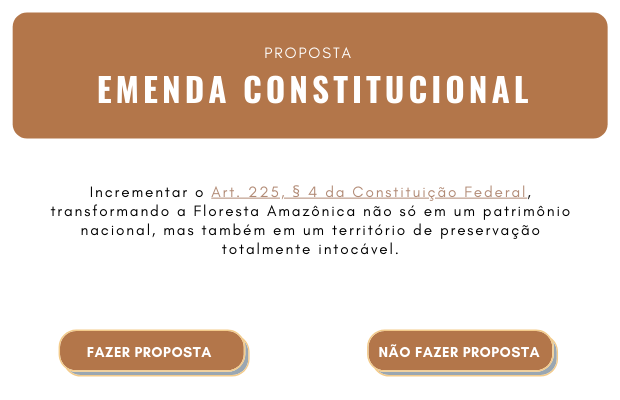 PROPOSTA
EMENDA CONSTITUCIONAL
Incrementar o Art. 225, § 4 da Constituição Federal,
transformando a Floresta Amazônica não só em um patrimônio
nacional, mas também em um território de preservação
totalmente intocável.
FAZER PROPOSTA
NÃO FAZER PROPOSTA